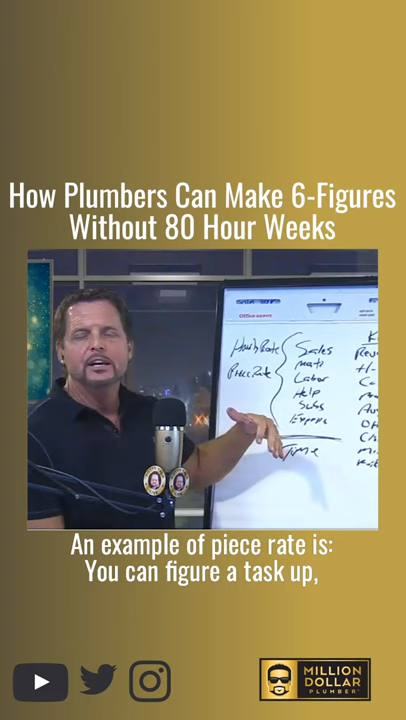 How Plumbers Can Make 6-Figures
Without 80 Hour Weeks
Office DEPOT
Hourly Rate
Piece Rate
Sales
Matl
Labor
Help
Subs
Expense
Time
An example of piece rate is:
You can figure a task up,
MILLION
DOLLAR
PLUMBER